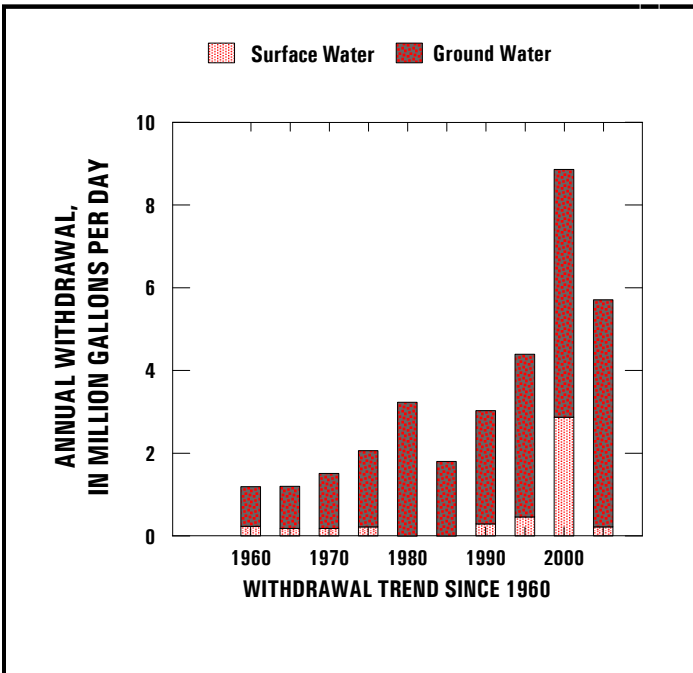 Surface Water Ground Water
ANNUAL WITHDRAWAL,
IN MILLION GALLONS PER DAY
10
8
6
4
2
0
1960 1970 1980 1990 2000
WITHDRAWAL TREND SINCE 1960